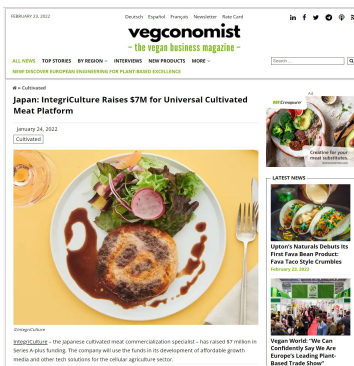 FEBRUARY 23, 2022
Deutsch Español Français Newsletter Rate Card
vegconomist
– the vegan business magazine –
ALL NEWS TOP STORIES BY REGION INTERVIEWS NEW PRODUCTS MORE
Search ...
NEW! DISCOVER EUROPEAN ENGINEERING FOR PLANT-BASED EXCELLENCE
» Cultivated
Japan: IntegriCulture Raises $7M for Universal Cultivated
Meat Platform
January 24, 2022
Cultivated
©IntegriCulture
IntegriCulture – the Japanese cultivated meat commercialization specialist – has raised $7 million in
Series A-plus funding. The company will use the funds in its development of affordable growth
media and other tech solutions for the cellular agriculture sector.
Ad
Creapure
Creatine for your
meat substitutes.
LATEST NEWS
Upton's Naturals Debuts Its
First Fava Bean Product:
Fava Taco Style Crumbles
February 23, 2022
Vegan World: "We Can
Confidently Say We Are
Europe's Leading Plant-
Based Trade Show"